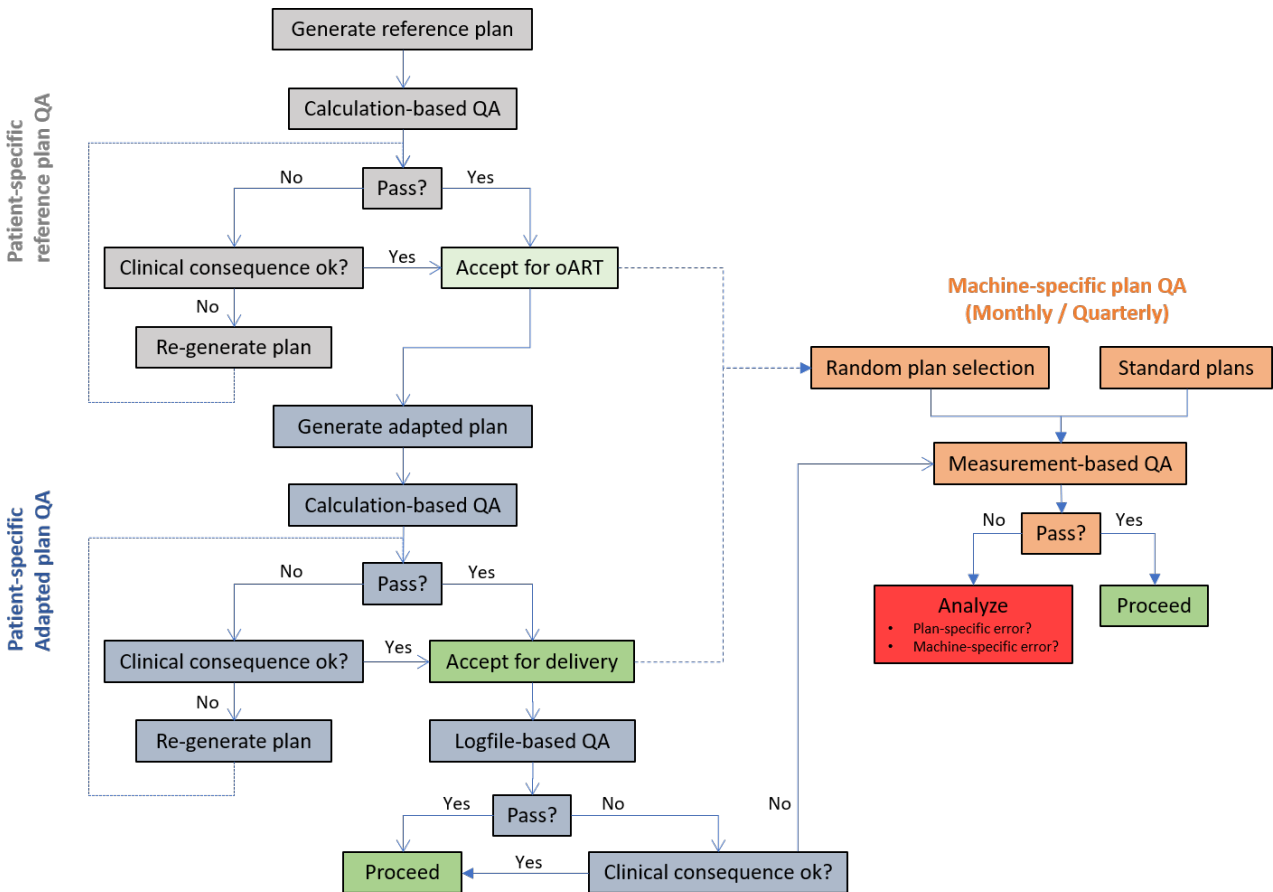 Generate reference plan
Calculation-based QA
Patient-specific
reference plan QA
Pass?
No
Yes
Clinical consequence ok?
Yes
Accept for oART
No
Re-generate plan
Generate adapted plan
Patient-specific
Adapted plan QA
Calculation-based QA
Pass?
No
Yes
Clinical consequence ok?
Yes
Accept for delivery
No
Re-generate plan
Logfile-based QA
Pass?
Yes
No
Proceed
Yes
Clinical consequence ok?
No
Machine-specific plan QA
(Monthly / Quarterly)
Random plan selection
Standard plans
Measurement-based QA
Pass?
No
Yes
Analyze
• Plan-specific error?
• Machine-specific error?
Proceed